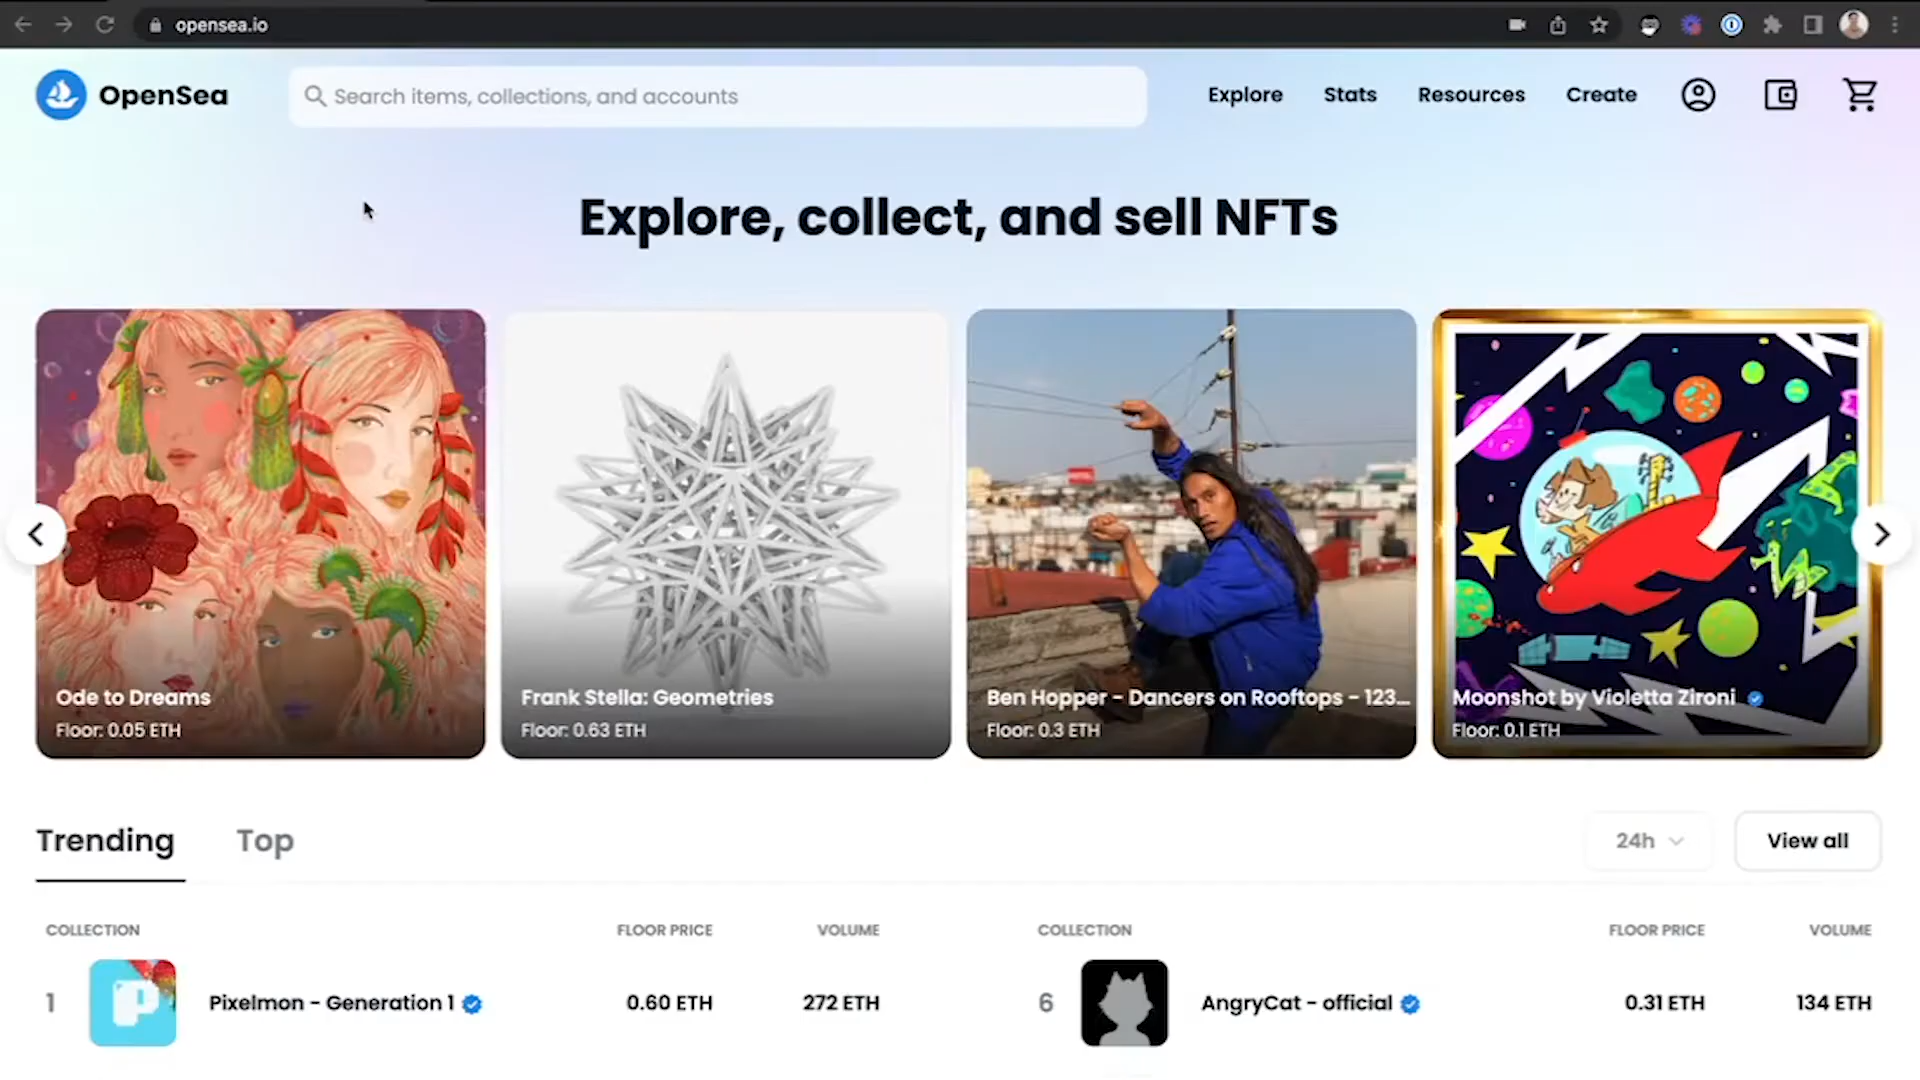 opensea.io
OpenSea
Search items, collections, and accounts
Explore
Stats
Resources
Create
Explore, collect, and sell NFTs
Ode to Dreams
Floor: 0.05 ETH
Frank Stella: Geometries
Floor: 0.63 ETH
Ben Hopper - Dancers on Rooftops - 123...
Floor: 0.3 ETH
Moonshot by Violetta Zironi
Floor: 0.1 ETH
Trending
Top
24h
View all
COLLECTION FLOOR PRICE VOLUME
1 P Pixelmon - Generation 1 0.60 ETH 272 ETH
COLLECTION FLOOR PRICE VOLUME
6 AngryCat - official 0.31 ETH 134 ETH